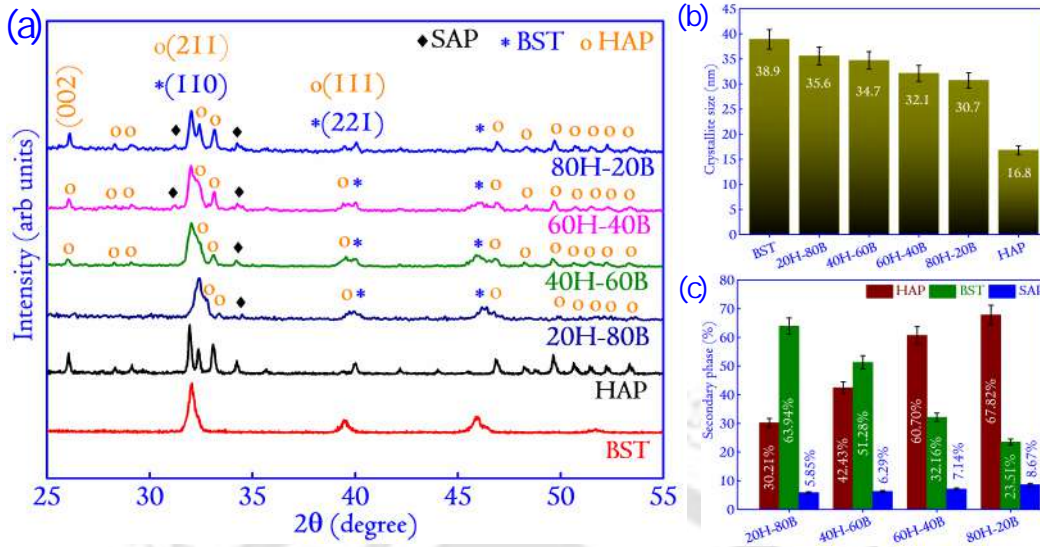 (a)
o(211)
*(110)
(002)
♦SAP *BST oHAP
o(111)
*(221)
80H-20B
60H-40B
40H-60B
20H-80B
HAP
BST
Intensity (arb units)
25 30 35 40 45 50 55
2θ (degree)
(b)
Crystallite size (nm)
45
40
35
30
25
20
15
10
5
0
38.9
35.6
34.7
32.1
30.7
16.8
BST 20H-80B 40H-60B 60H-40B 80H-20B HAP
(c)
HAP BST SAP
Secondary phase (%)
80
70
60
50
40
30
20
10
0
30.21% 63.94% 5.85%
42.43% 51.28% 6.29%
60.70% 32.16% 7.14%
67.82% 23.51% 8.67%
20H-80B 40H-60B 60H-40B 80H-20B